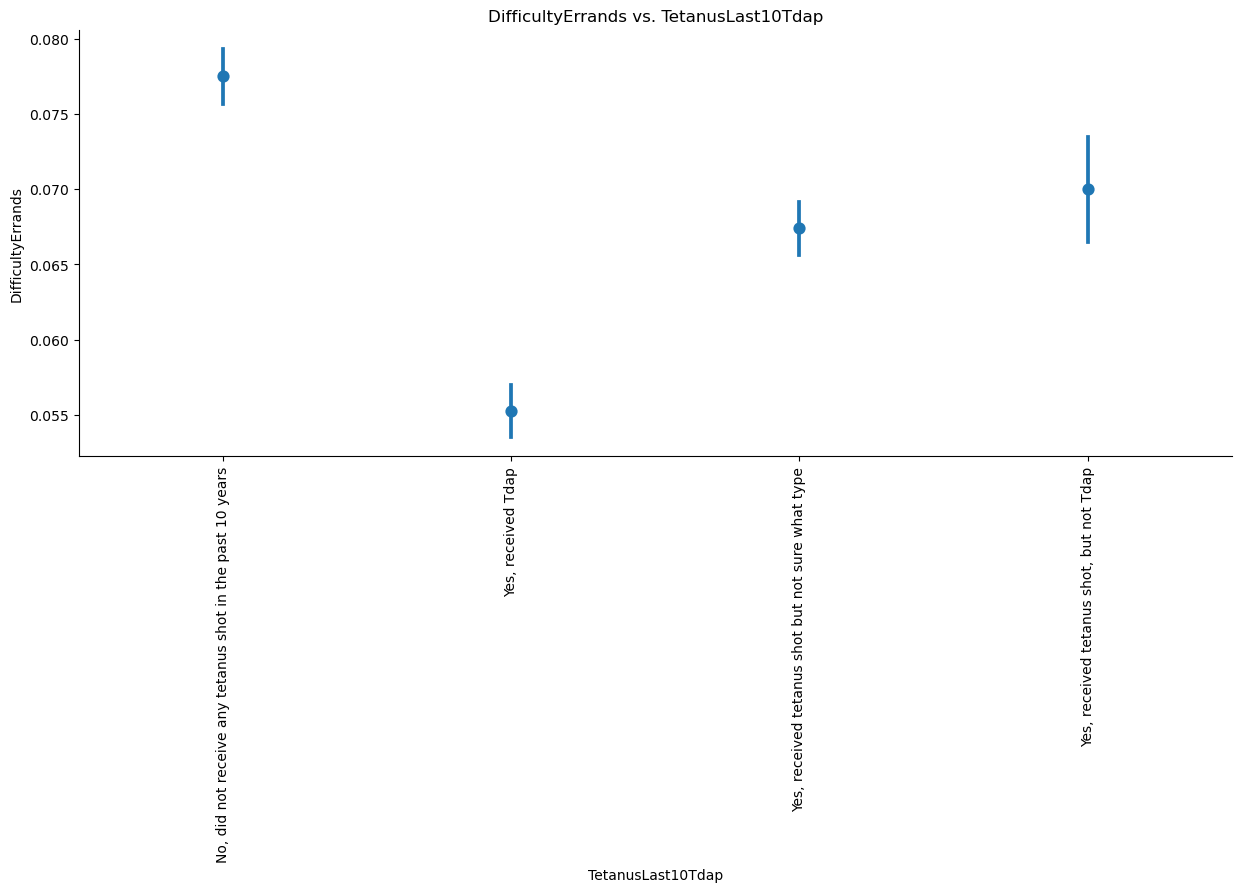 DifficultyErrands vs. TetanusLast10Tdap
DifficultyErrands
0.080
0.075
0.070
0.065
0.060
0.055
No, did not receive any tetanus shot in the past 10 years
Yes, received Tdap
Yes, received tetanus shot but not sure what type
Yes, received tetanus shot, but not Tdap
TetanusLast10Tdap